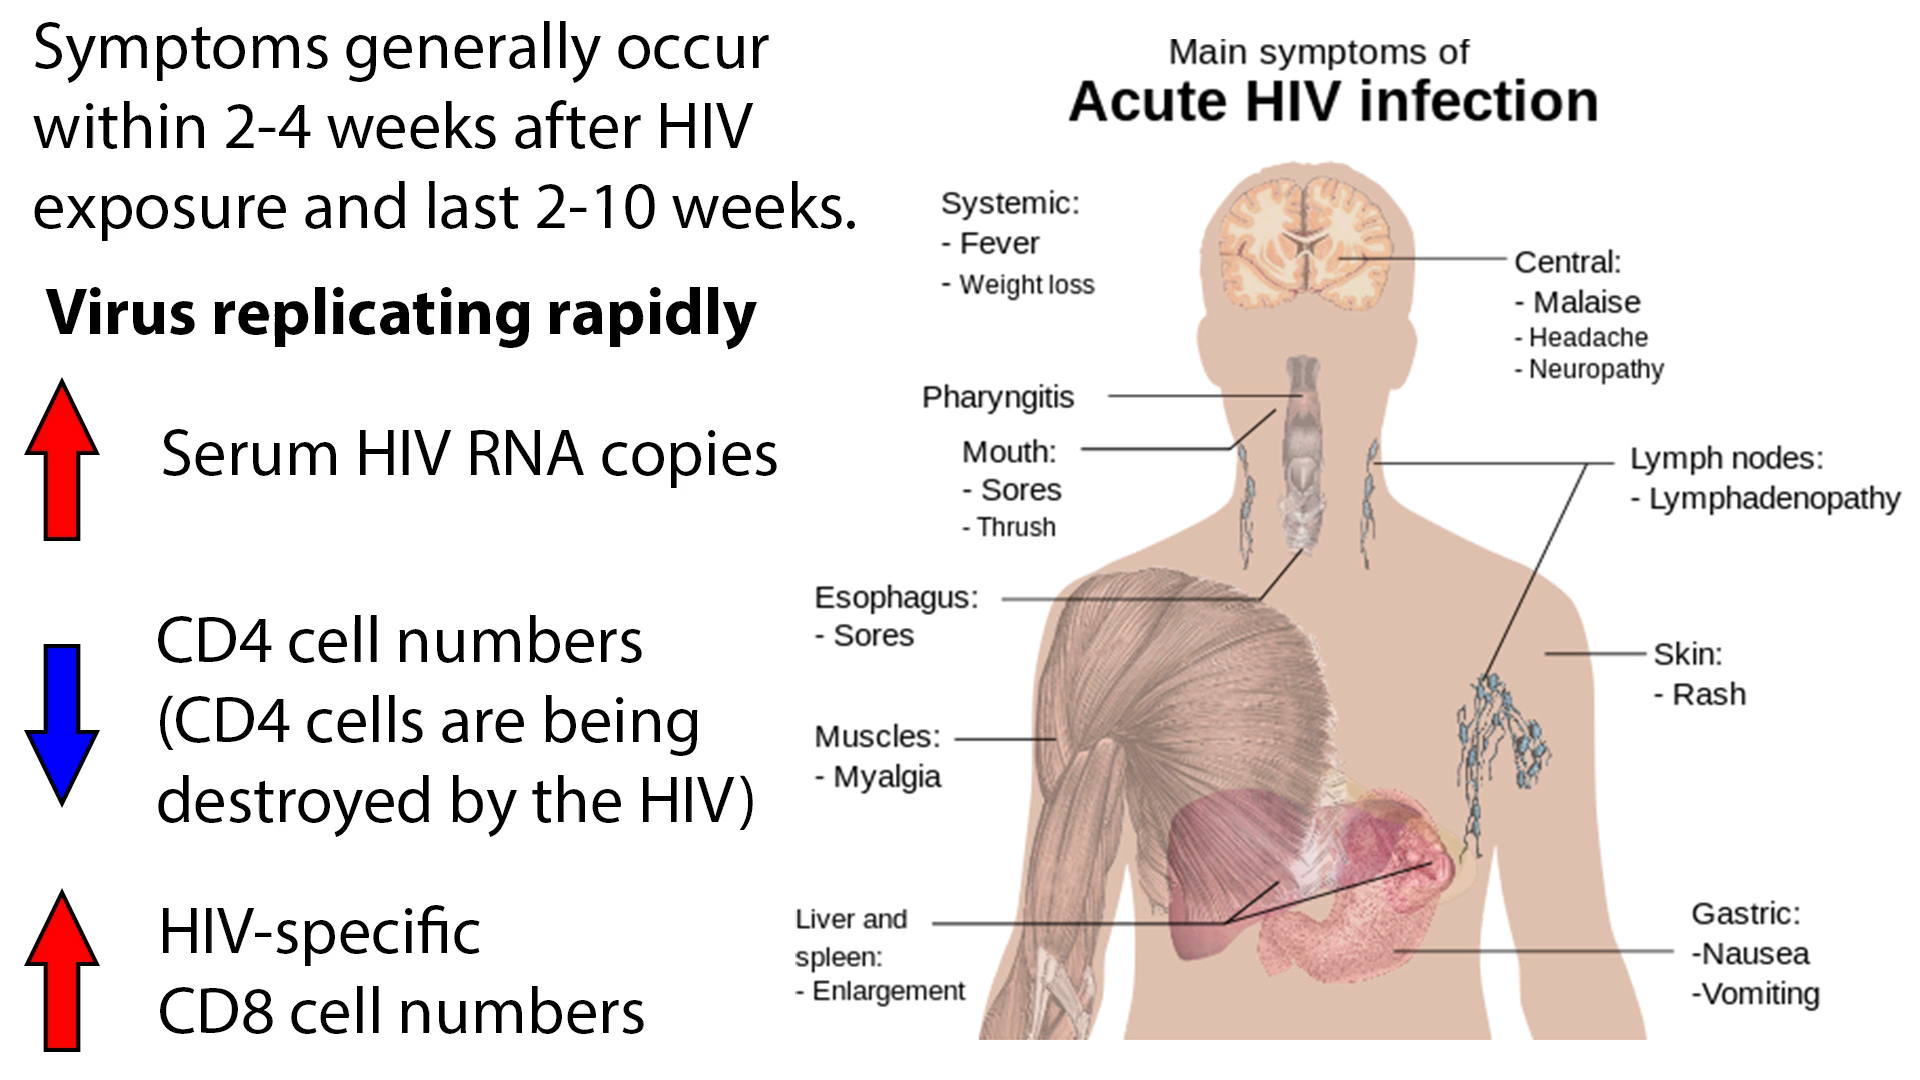 Symptoms generally occur
within 2-4 weeks after HIV
exposure and last 2-10 weeks.
Virus replicating rapidly
Serum HIV RNA copies
CD4 cell numbers
(CD4 cells are being
destroyed by the HIV)
HIV-specific
CD8 cell numbers
Main symptoms of
Acute HIV infection
Systemic:
- Fever
- Weight loss
Central:
- Malaise
- Headache
- Neuropathy
Pharyngitis
Mouth:
- Sores
- Thrush
Lymph nodes:
- Lymphadenopathy
Esophagus:
- Sores
Skin:
- Rash
Muscles:
- Myalgia
Liver and
spleen:
- Enlargement
Gastric:
-Nausea
-Vomiting